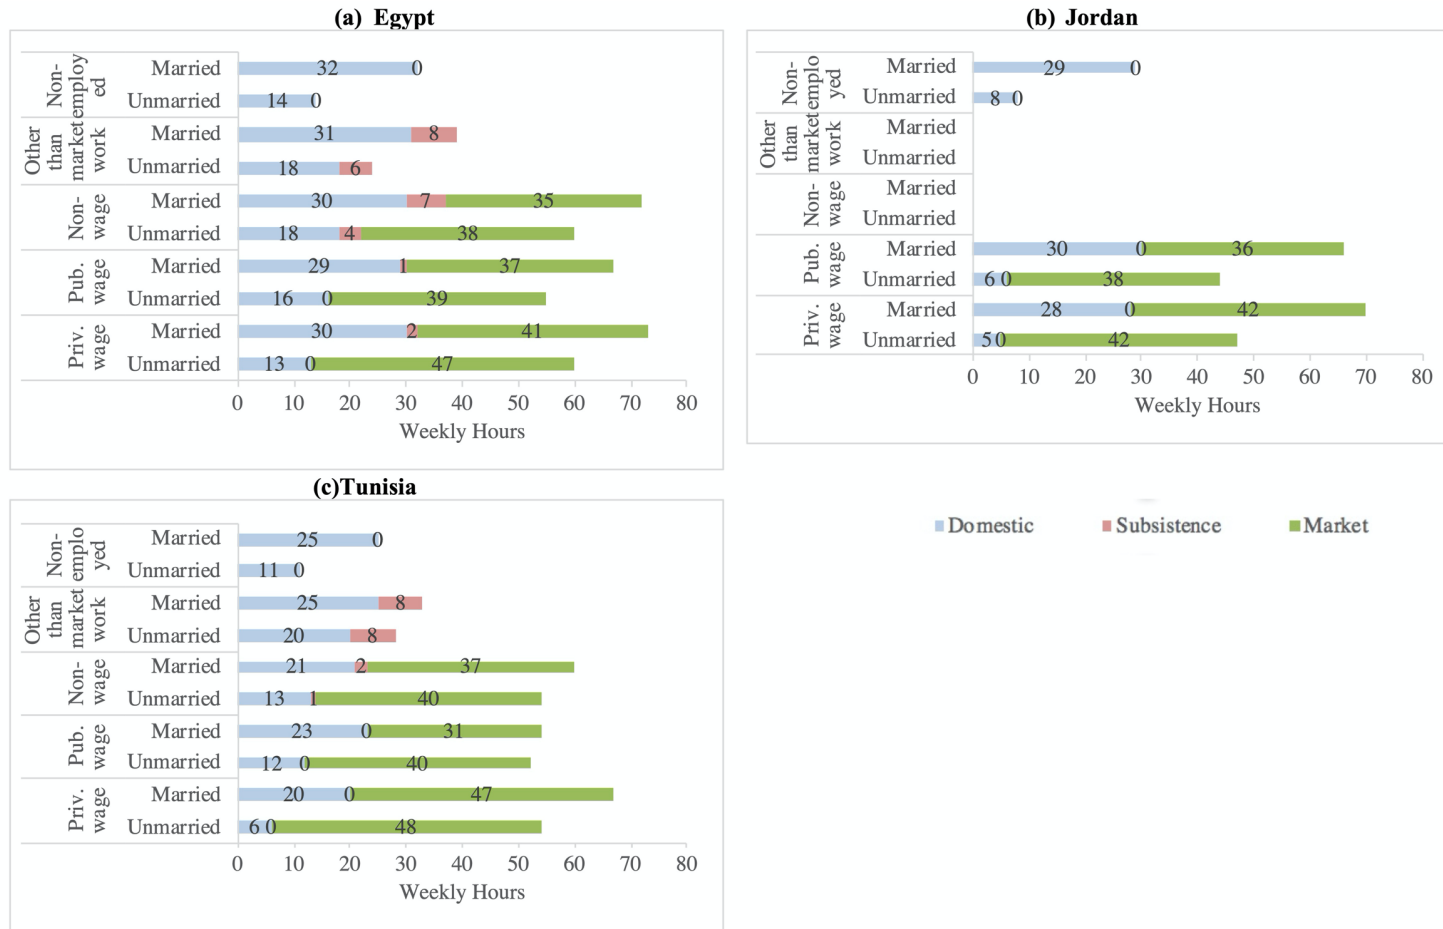 (a) Egypt
Non-
employ
ed
Married 32 0
Unmarried 14 0
Other
than
market
work
Married 31 8
Unmarried 18 6
Non-
wage
Married 30 7 35
Unmarried 18 4 38
Pub.
wage
Married 29 1 37
Unmarried 16 0 39
Priv.
wage
Married 30 2 41
Unmarried 13 0 47
0 10 20 30 40 50 60 70 80
Weekly Hours
(b) Jordan
Non-
emplo
yed
Married 29 0
Unmarried 8 0
Other
than
market
work
Married
Unmarried
Non-
wage
Married
Unmarried
Pub.
wage
Married 30 0 36
Unmarried 6 0 38
Priv.
wage
Married 28 0 42
Unmarried 5 0 42
0 10 20 30 40 50 60 70 80
Weekly Hours
(c)Tunisia
Non-
emplo
yed
Married 25 0
Unmarried 11 0
Other
than
market
work
Married 25 8
Unmarried 20 8
Non-
wage
Married 21 2 37
Unmarried 13 1 40
Pub.
wage
Married 23 0 31
Unmarried 12 0 40
Priv.
wage
Married 20 0 47
Unmarried 6 0 48
0 10 20 30 40 50 60 70 80
Weekly Hours
Domestic Subsistence Market